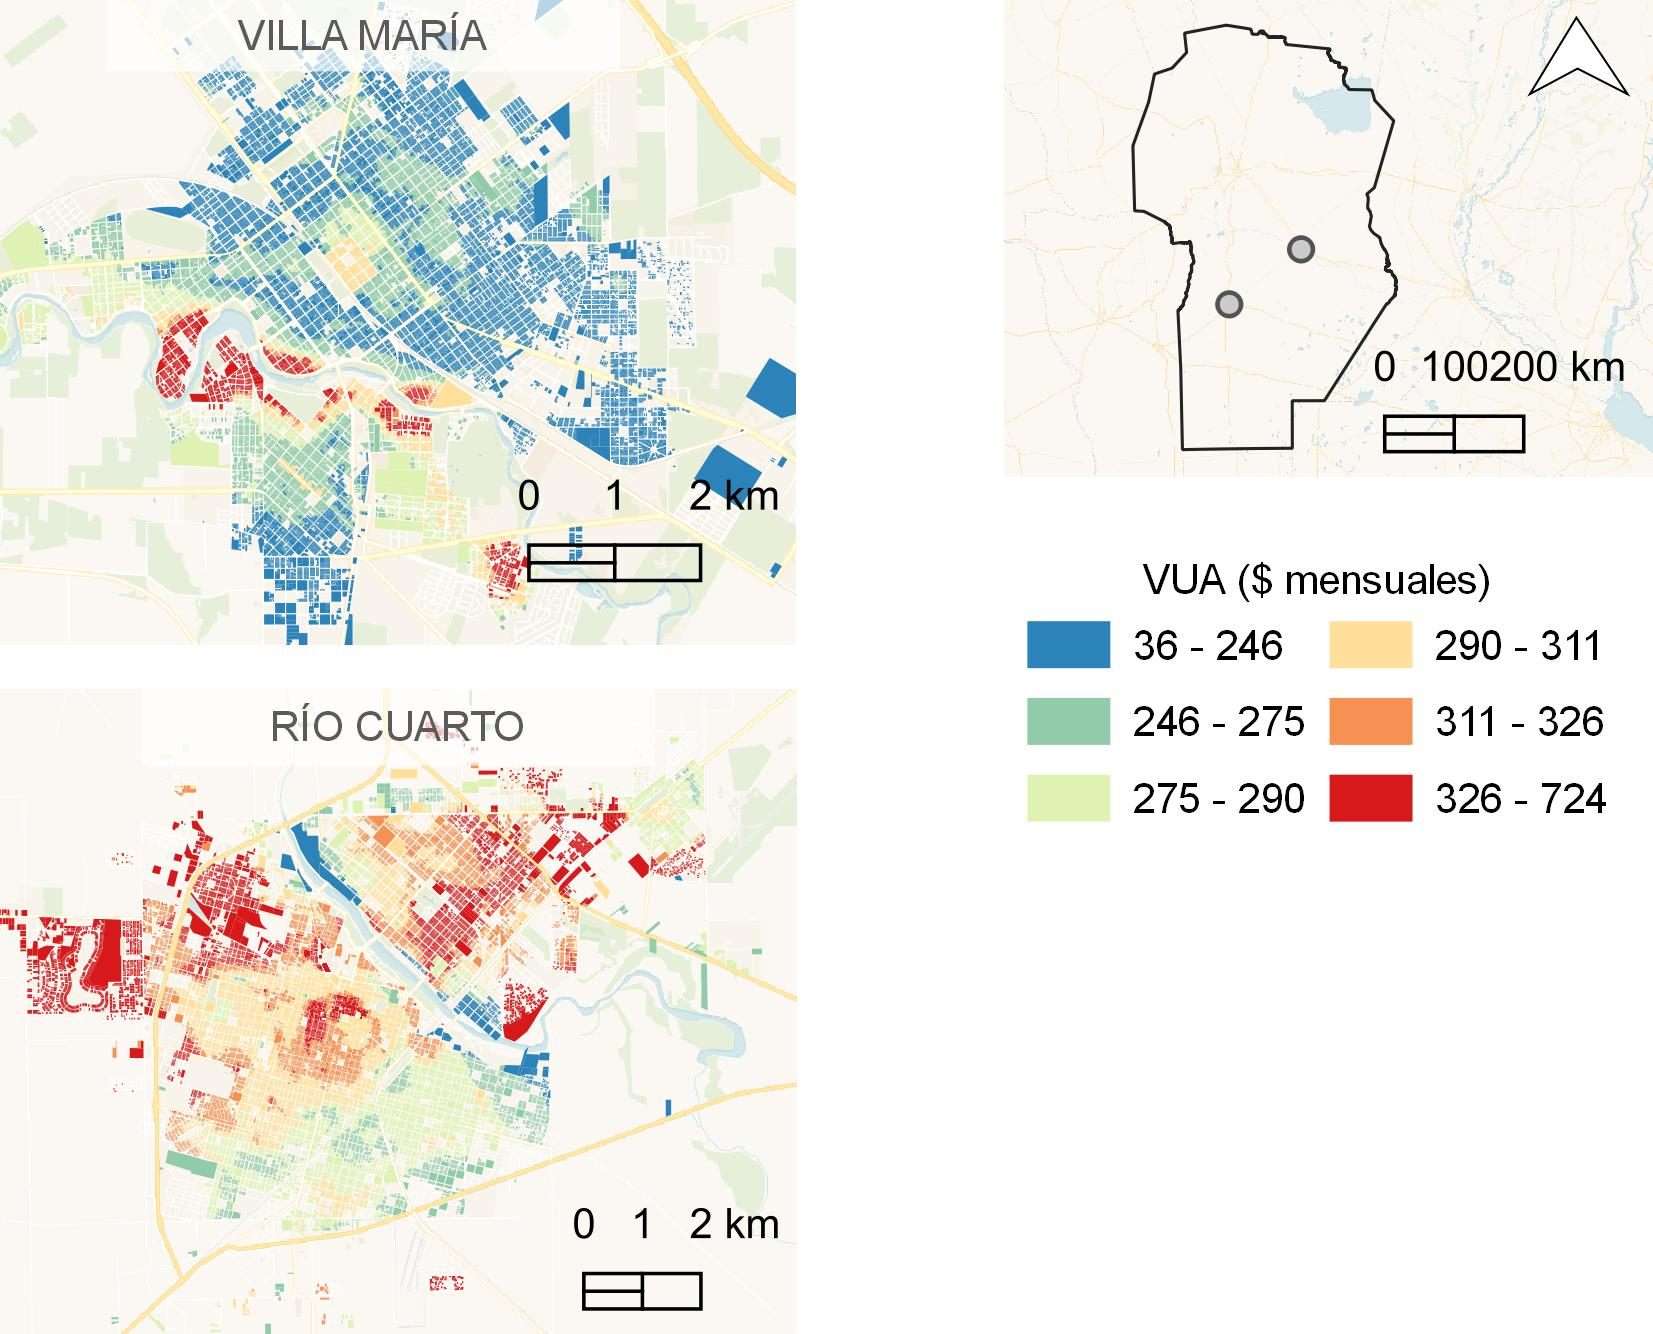 VILLA MARÍA
0 1 2 km
RÍO CUARTO
0 1 2 km
0 100200 km
VUA ($ mensuales)
36 - 246
290 - 311
246 - 275
311 - 326
275 - 290
326 - 724